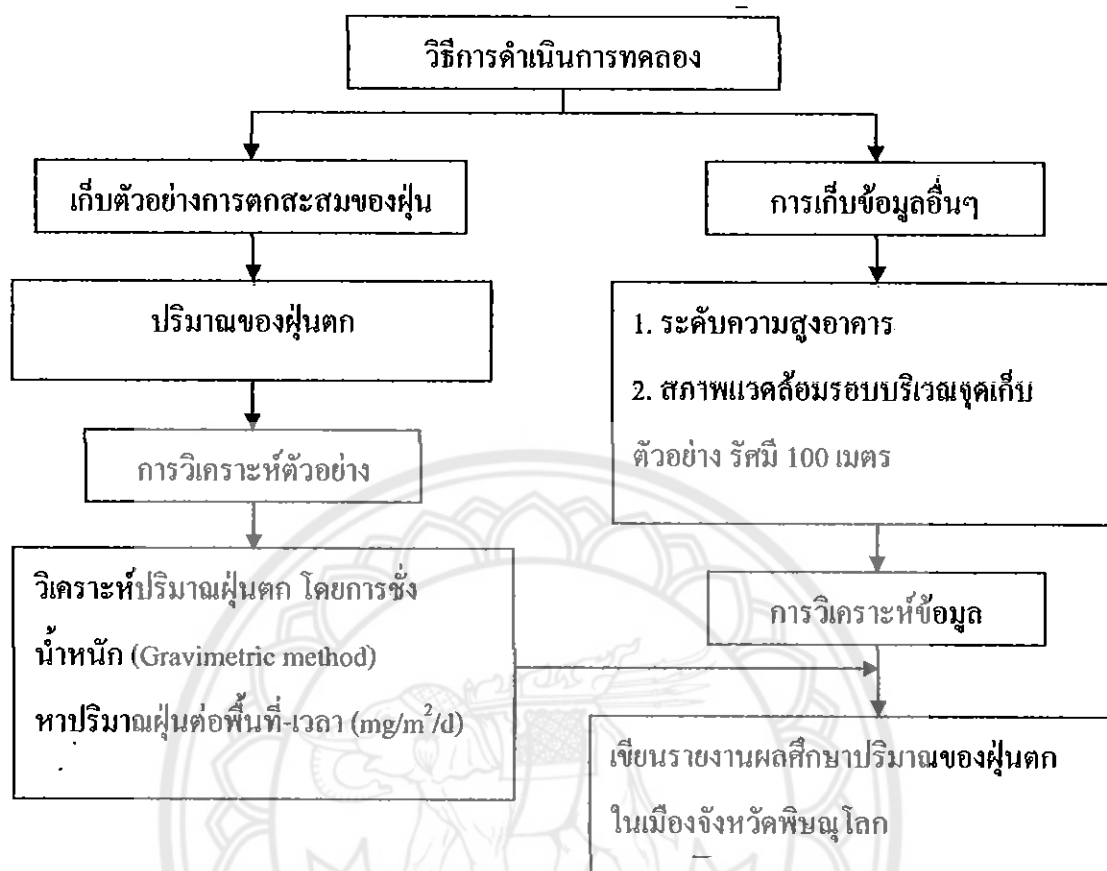 วิธีการดำเนินการทดลอง
เก็บตัวอย่างการตกสะสมของฝุ่น
ปริมาณของฝุ่นตก
การวิเคราะห์ตัวอย่าง
วิเคราะห์ปริมาณฝุ่นตก โดยการชั่ง
น้ำหนัก (Gravimetric method)
หาปริมาณฝุ่นต่อพื้นที่-เวลา (mg/m²/d)
การเก็บข้อมูลอื่นๆ
1. ระดับความสูงอาคาร
2. สภาพแวดล้อมรอบบริเวณจุดเก็บ
ตัวอย่าง รัศมี 100 เมตร
การวิเคราะห์ข้อมูล
เขียนรายงานผลศึกษาปริมาณของฝุ่นตก
ในเมืองจังหวัดพิษณุโลก